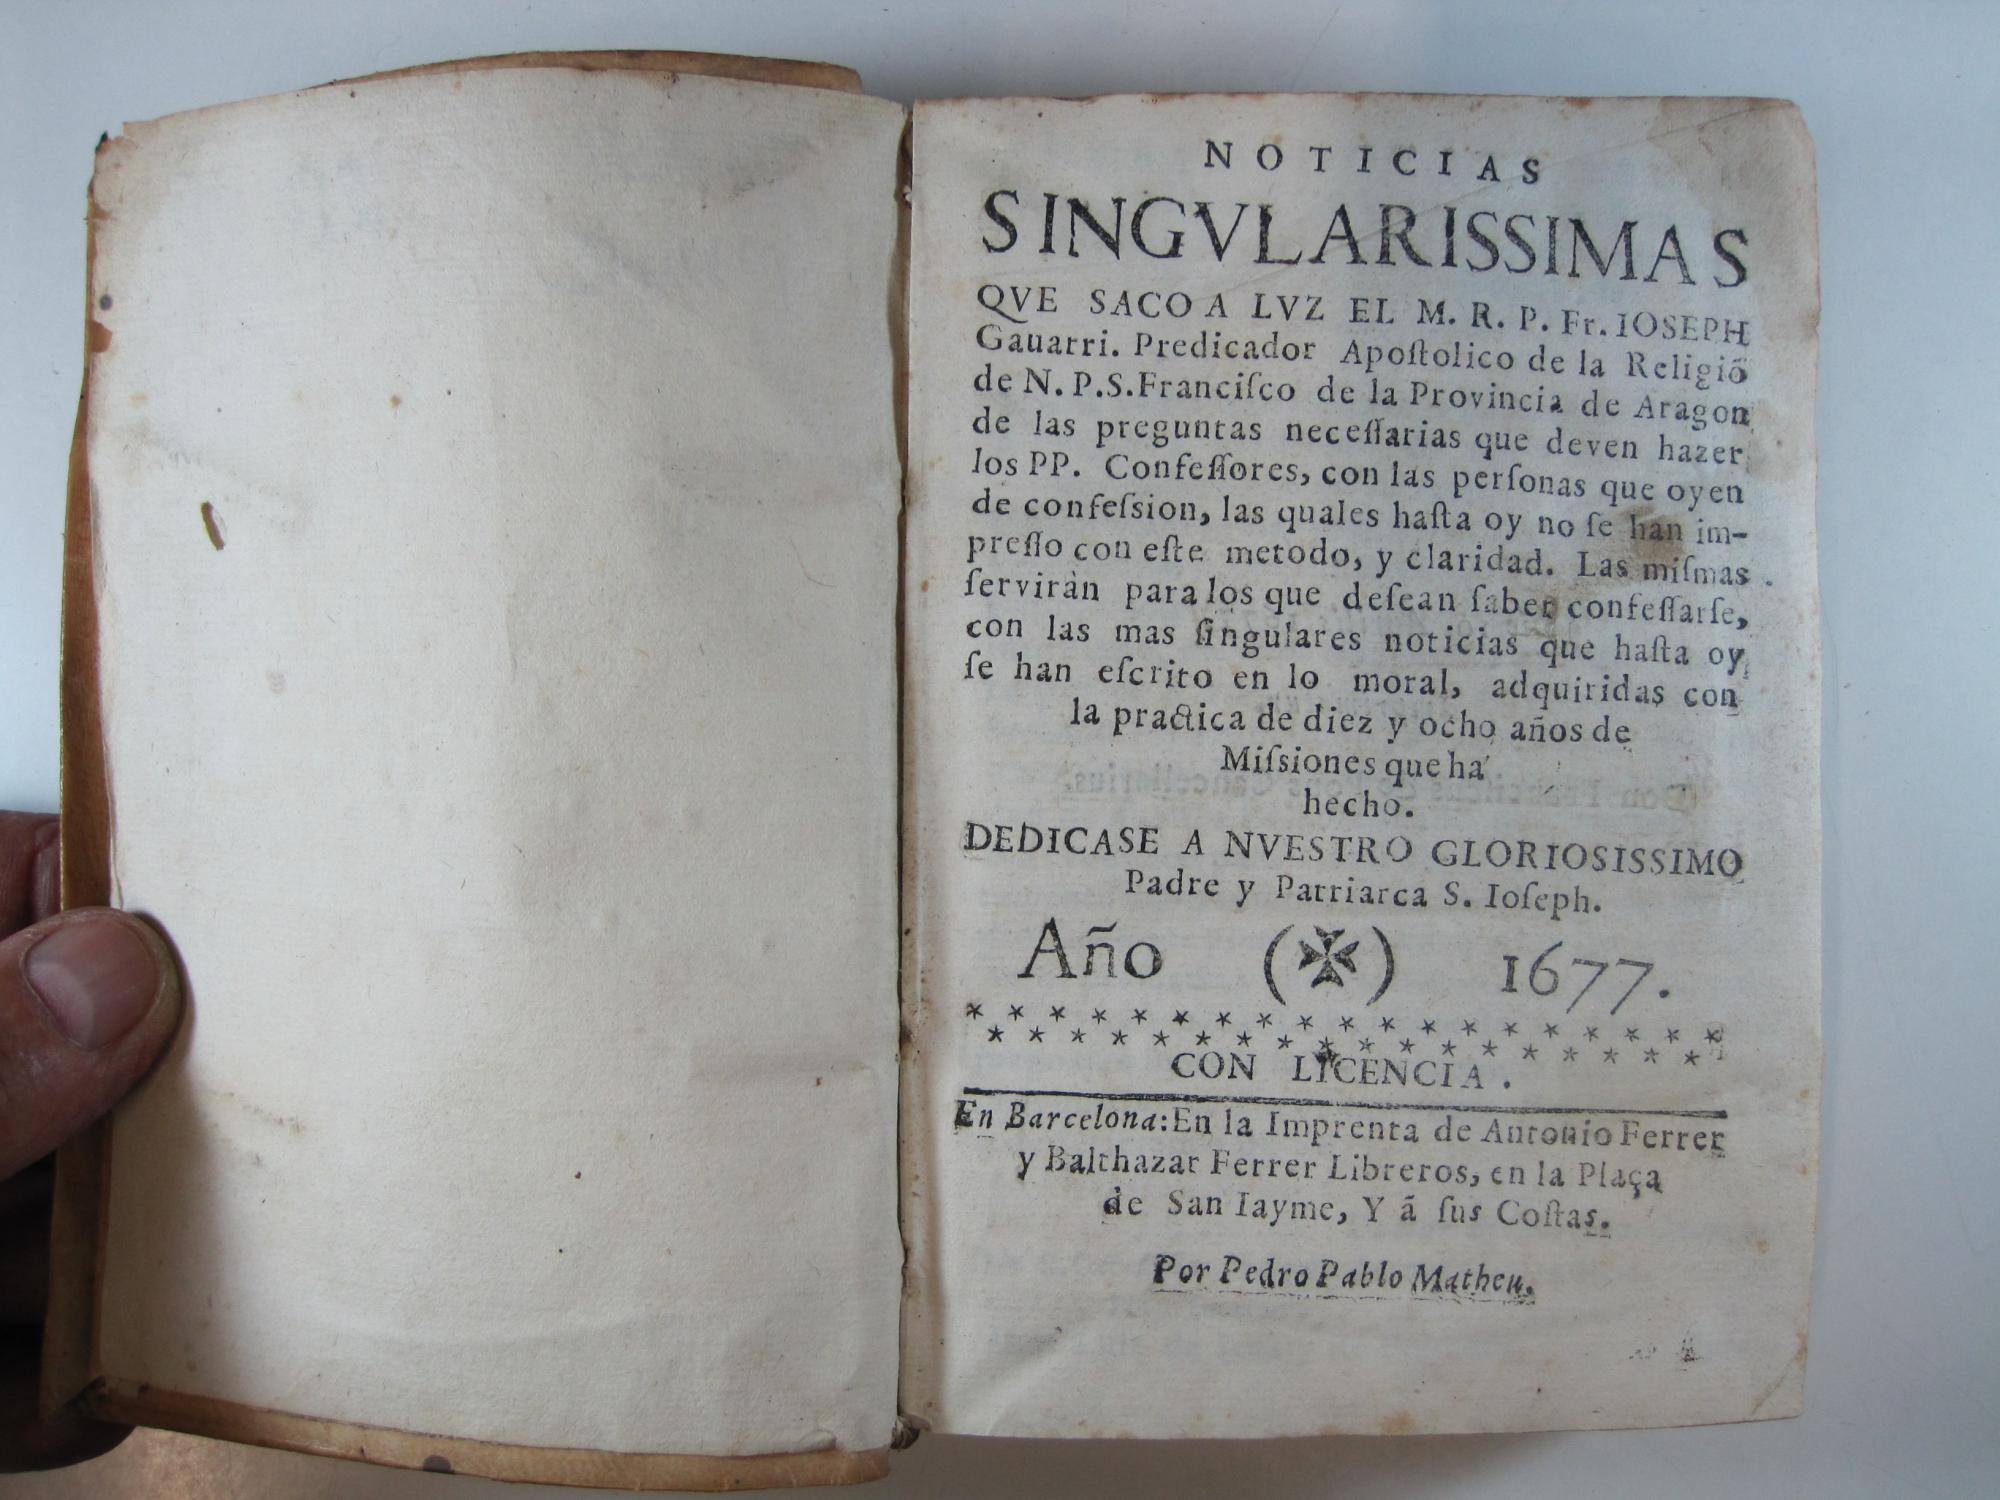 NOTICIAS
SINGVLARISSIMAS
QVE SACO A LVZ EL M. R. P. Fr. IOSEPH
Gauarri. Predicador Apoſtolico de la Religiõ
de N. P. S. Franciſco de la Provincia de Aragon
de las preguntas neceſſarias que deven hazer
los PP. Confeſſores, con las perſonas que oyen
de confeſsion, las quales haſta oy no ſe han im-
preſſo con eſte metodo, y claridad. Las miſmas
ſerviràn para los que deſean ſaber confeſſarſe,
con las mas ſingulares noticias que haſta oy
ſe han eſcrito en lo moral, adquiridas con
la practica de diez y ocho años de
Miſsiones que ha
hecho.
DEDICASE A NVESTRO GLORIOSISSIMO
Padre y Patriarca S. Ioſeph.
Año (✠) 1677.
* * * * * * * * * * * * * * * * * * *
* * * * * * * * * * * * * * * * * *
CON LICENCIA.
En Barcelona: En la Imprenta de Antonio Ferrer
y Balthazar Ferrer Libreros, en la Plaça
de San Iayme, Y ã ſus Coſtas.
Por Pedro Pablo Matheu.